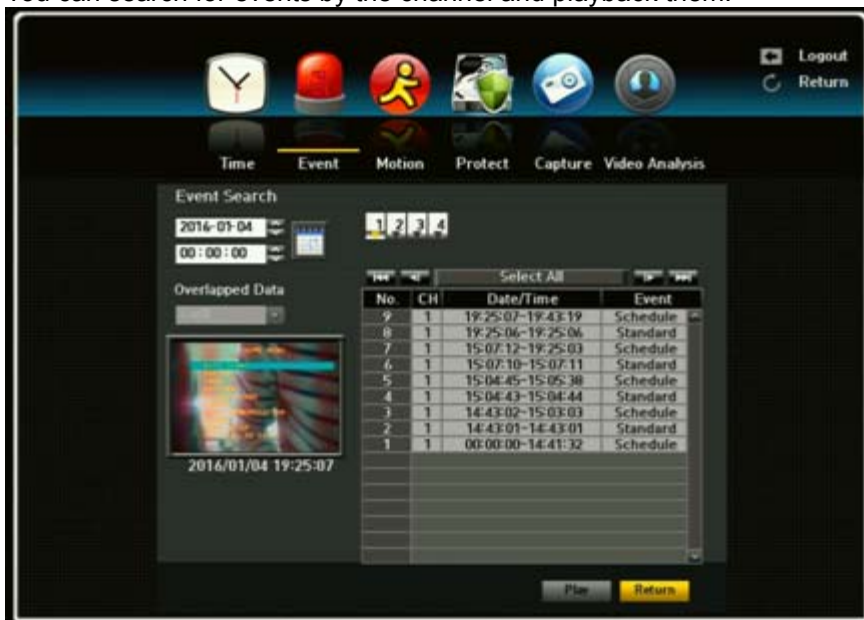 You can search for events by the channel and playback them.
Logout
Return
Time Event Motion Protect Capture Video Analysis
Event Search
2016-01-04
00:00:00
1 2 3 4
Overlapped Data
Select All
No. CH Date/Time Event
9 1 19:25:07~19:43:19 Schedule
8 1 19:25:06~19:25:06 Standard
7 1 15:07:12~19:25:03 Schedule
6 1 15:07:10~15:07:11 Standard
5 1 15:04:45~15:05:38 Schedule
4 1 15:04:43~15:04:44 Standard
3 1 14:43:02~15:03:03 Schedule
2 1 14:43:01~14:43:01 Standard
1 1 00:00:00~14:41:32 Schedule
2016/01/04 19:25:07
Play Return